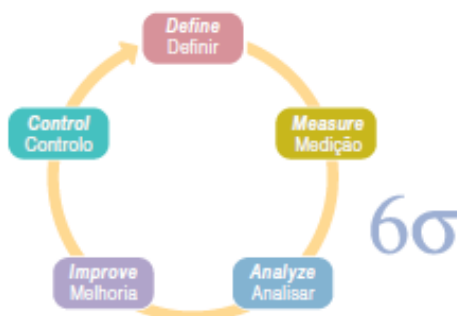 Define
Definir
Measure
Medição
Analyze
Analisar
Improve
Melhoria
Control
Controlo
6σ